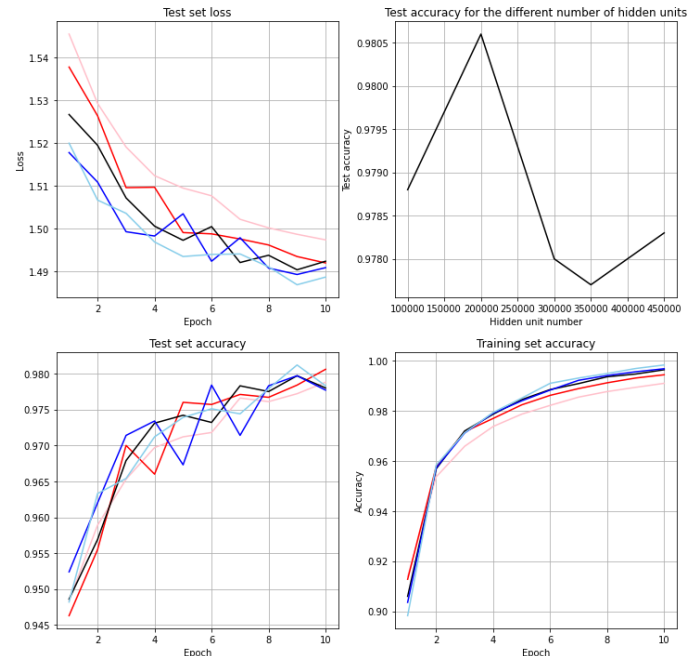 Test set loss
Loss
1.54
1.53
1.52
1.51
1.50
1.49
2 4 6 8 10
Epoch
Test accuracy for the different number of hidden units
Test accuracy
0.9805
0.9800
0.9795
0.9790
0.9785
0.9780
100000 150000 200000 250000 300000 350000 400000 450000
Hidden unit number
Test set accuracy
0.980
0.975
0.970
0.965
0.960
0.955
0.950
0.945
2 4 6 8 10
Epoch
Training set accuracy
Accuracy
1.00
0.98
0.96
0.94
0.92
0.90
2 4 6 8 10
Epoch